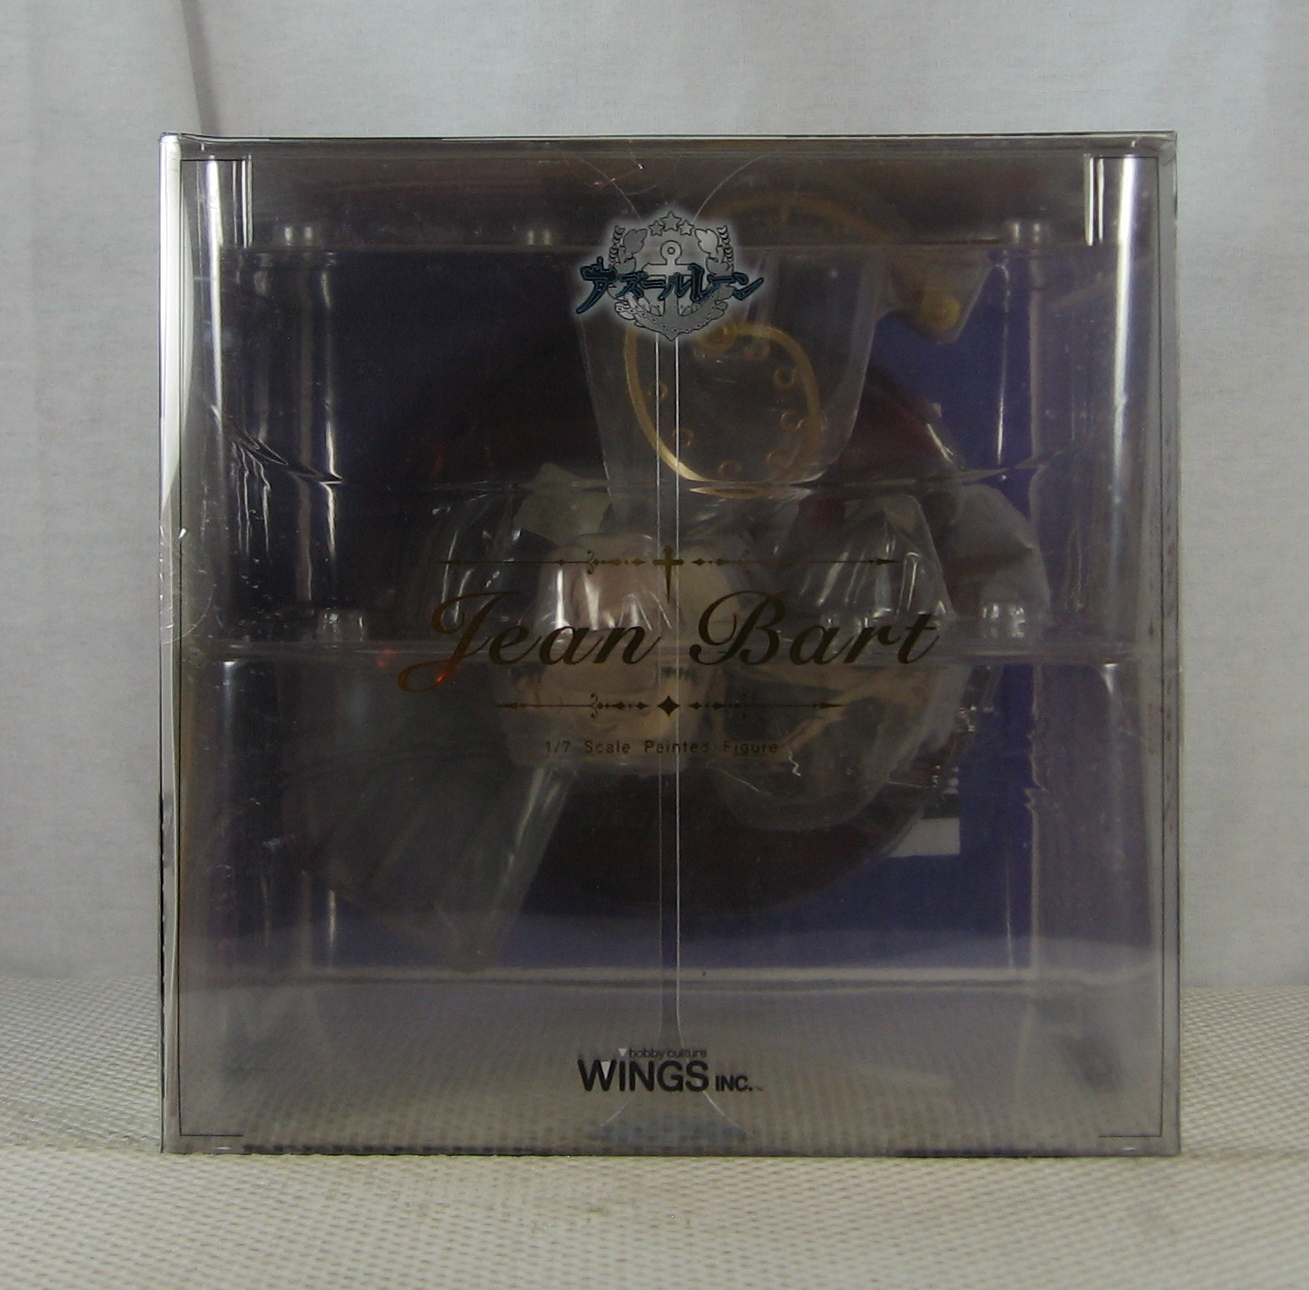 アズールレーン
Jean Bart
1/7 Scale Painted Figure
hobby culture
WINGS INC.